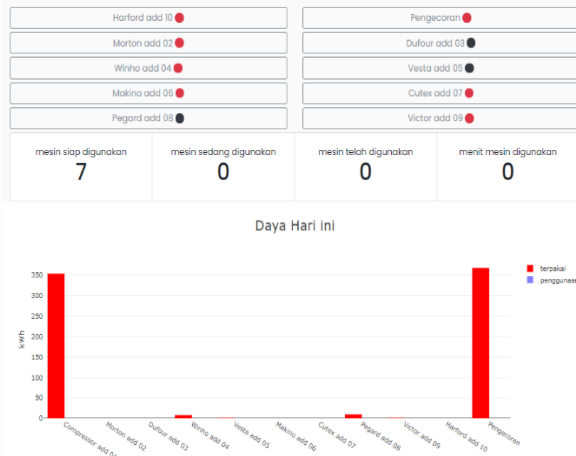 Harford add 10
Pengecoran
Morton add 02
Dufour add 03
Winho add 04
Vesta add 05
Makino add 06
Cutex add 07
Pegard add 08
Victor add 09
mesin siap digunakan
7
mesin sedang digunakan
0
mesin telah digunakan
0
menit mesin digunakan
0
Daya Hari ini
terpakai
penggunaan
kwh
350
300
250
200
150
100
50
0
Compressor add
Morton add 02
Dufour add 03
Winho add 04
Vesta add 05
Makino add 06
Cutex add 07
Pegard add 08
Victor add 09
Harford add 10
Pengecoran